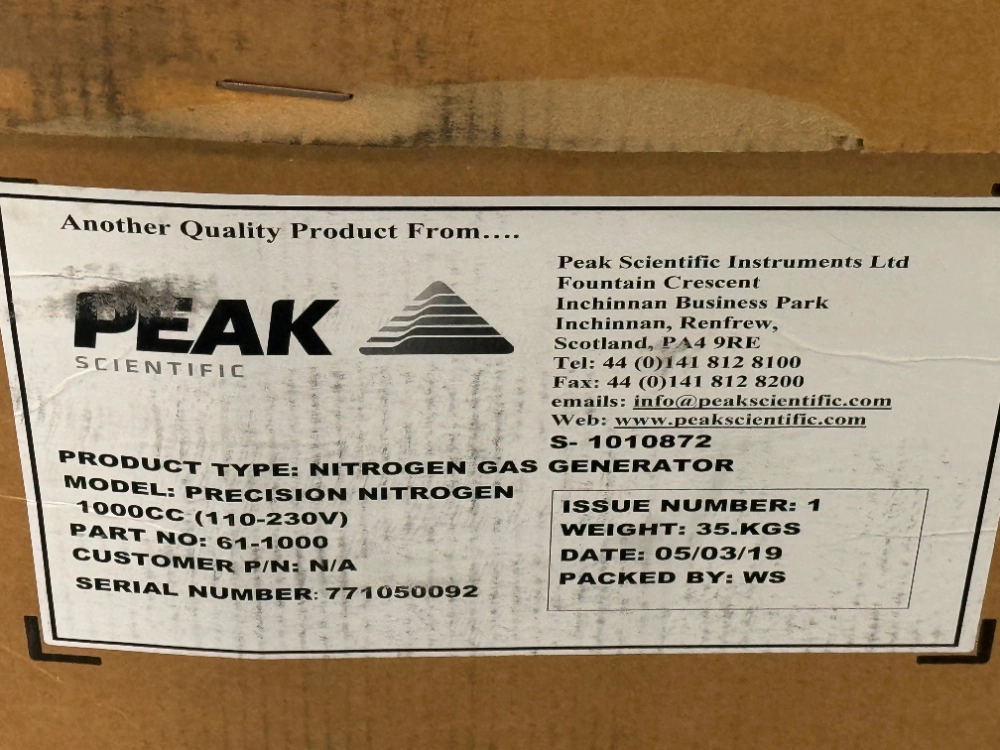 Another Quality Product From....
PEAK
SCIENTIFIC
Peak Scientific Instruments Ltd
Fountain Crescent
Inchinnan Business Park
Inchinnan, Renfrew,
Scotland, PA4 9RE
Tel: 44 (0)141 812 8100
Fax: 44 (0)141 812 8200
emails: info@peakscientific.com
Web: www.peakscientific.com
S- 1010872
PRODUCT TYPE: NITROGEN GAS GENERATOR
MODEL: PRECISION NITROGEN
1000CC (110-230V)
PART NO: 61-1000
CUSTOMER P/N: N/A
SERIAL NUMBER: 771050092
ISSUE NUMBER: 1
WEIGHT: 35.KGS
DATE: 05/03/19
PACKED BY: WS